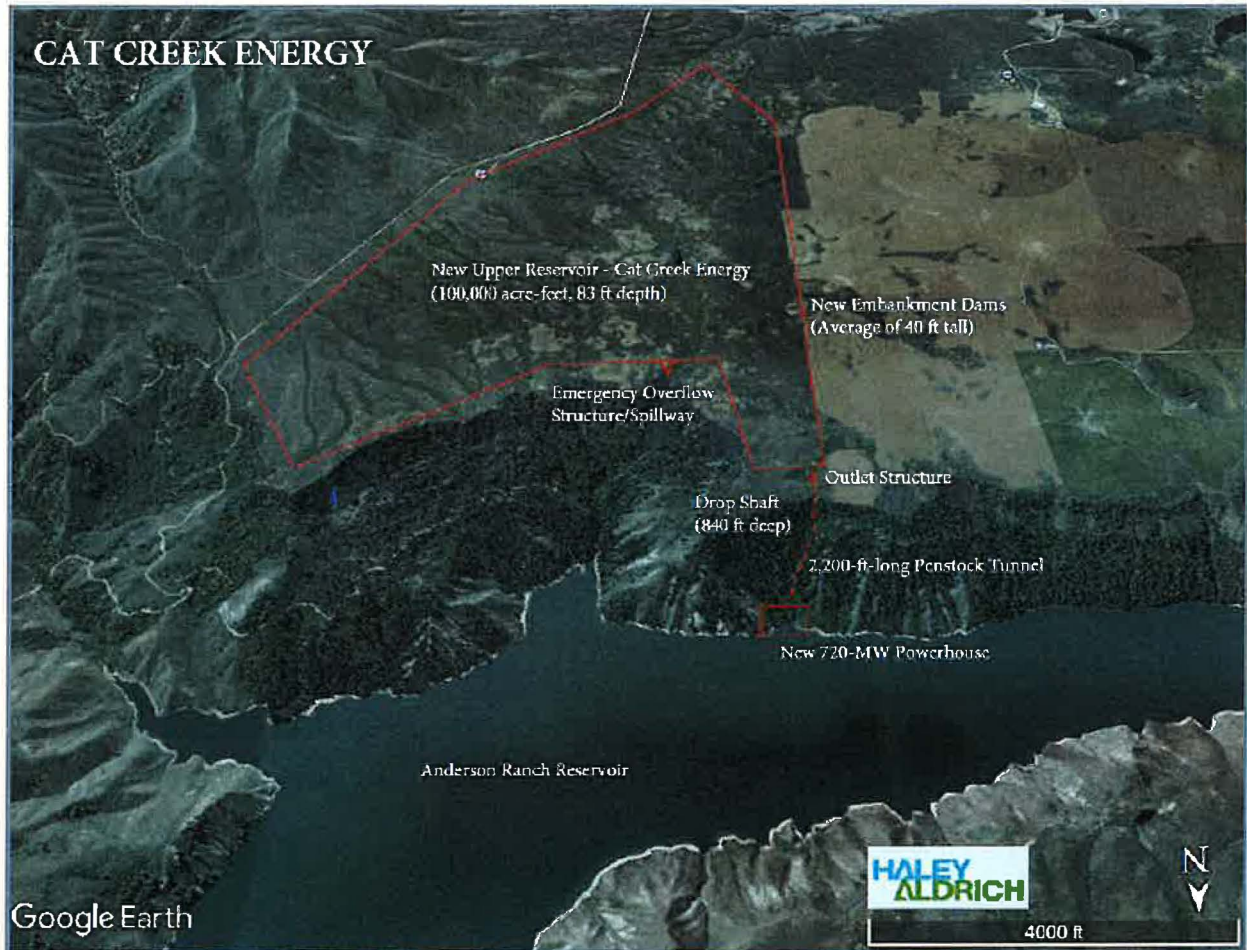 CAT CREEK ENERGY
New Upper Reservoir - Cat Creek Energy
(100,000 acre-feet, 83 ft depth)
New Embankment Dams
(Average of 40 ft tall)
Emergency Overflow
Structure/Spillway
Outlet Structure
Drop Shaft
(840 ft deep)
2,200-ft-long Penstock Tunnel
New 720-MW Powerhouse
Anderson Ranch Reservoir
HALEY
ALDRICH
N
Google Earth
4000 ft